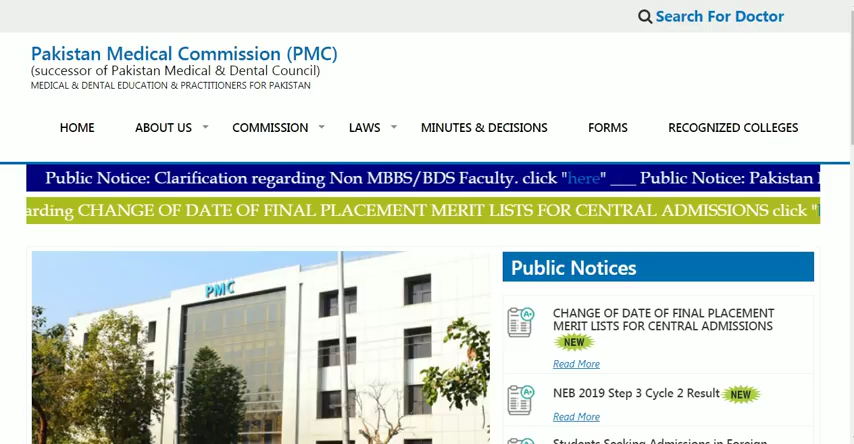 Search For Doctor
Pakistan Medical Commission (PMC)
(successor of Pakistan Medical & Dental Council)
MEDICAL & DENTAL EDUCATION & PRACTITIONERS FOR PAKISTAN
HOME ABOUT US COMMISSION LAWS MINUTES & DECISIONS FORMS RECOGNIZED COLLEGES
Public Notice: Clarification regarding Non MBBS/BDS Faculty. click "here" ___ Public Notice: Pakistan
arding CHANGE OF DATE OF FINAL PLACEMENT MERIT LISTS FOR CENTRAL ADMISSIONS click "
PMC
Public Notices
A+ CHANGE OF DATE OF FINAL PLACEMENT
MERIT LISTS FOR CENTRAL ADMISSIONS
NEW
Read More
A+ NEB 2019 Step 3 Cycle 2 Result NEW
Read More
Students Seeking Admissions in Foreign